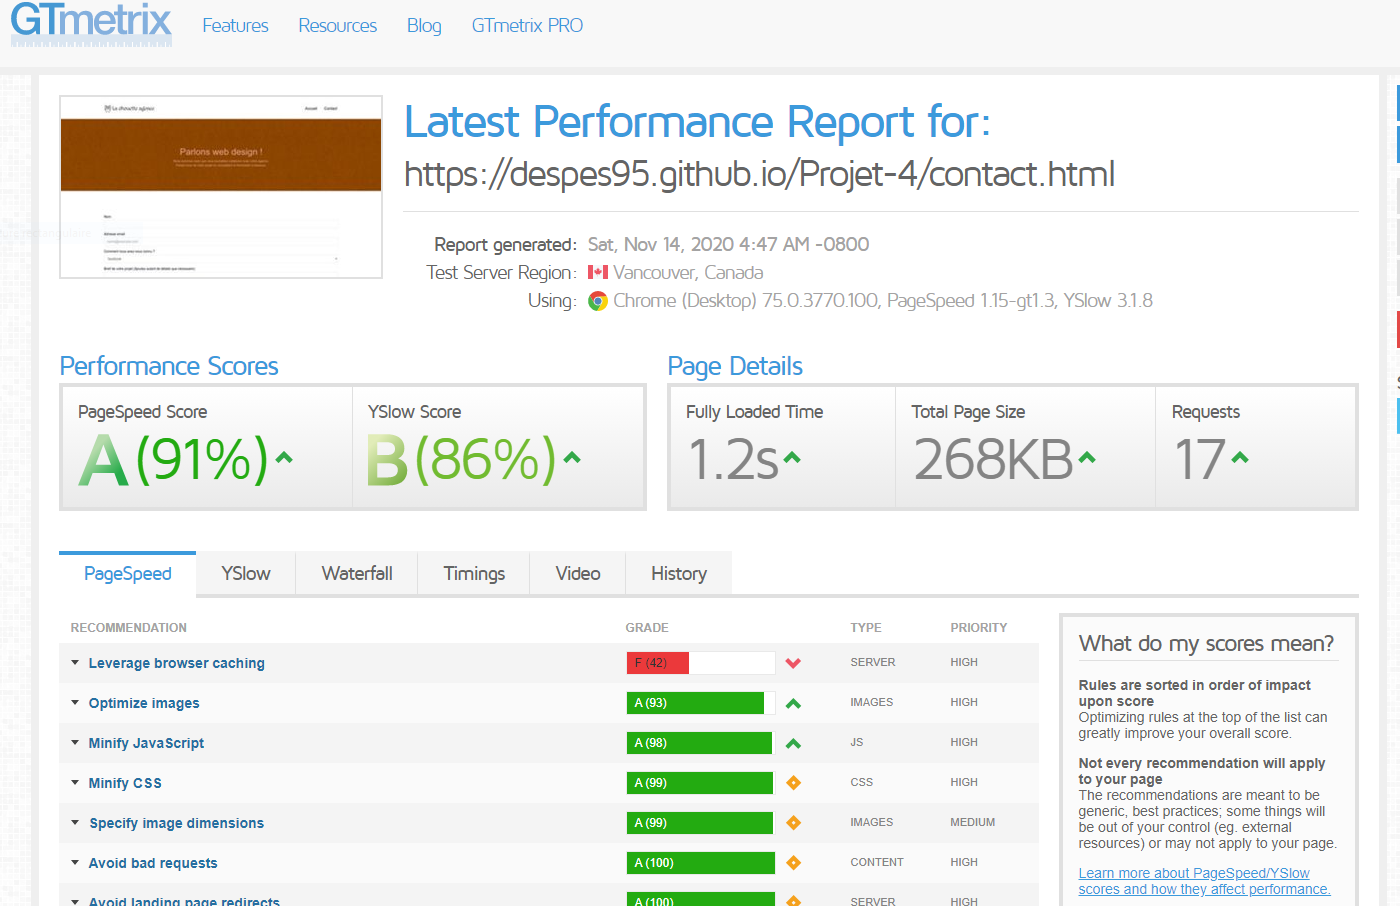 GTmetrix
Features Resources Blog GTmetrix PRO
La chouette agence Accueil Contact
Parlons web design !
Latest Performance Report for:
https://despes95.github.io/Projet-4/contact.html
Report generated: Sat, Nov 14, 2020 4:47 AM -0800
Test Server Region: Vancouver, Canada
Using: Chrome (Desktop) 75.0.3770.100, PageSpeed 1.15-gt1.3, YSlow 3.1.8
Performance Scores
PageSpeed Score
A (91%)
YSlow Score
B (86%)
Page Details
Fully Loaded Time
1.2s
Total Page Size
268KB
Requests
17
PageSpeed YSlow Waterfall Timings Video History
RECOMMENDATION GRADE TYPE PRIORITY
Leverage browser caching F (42) SERVER HIGH
Optimize images A (93) IMAGES HIGH
Minify JavaScript A (98) JS HIGH
Minify CSS A (99) CSS HIGH
Specify image dimensions A (99) IMAGES MEDIUM
Avoid bad requests A (100) CONTENT HIGH
Avoid landing page redirects A (100) SERVER HIGH
What do my scores mean?
Rules are sorted in order of impact
upon score
Optimizing rules at the top of the list can
greatly improve your overall score.
Not every recommendation will apply
to your page
The recommendations are meant to be
generic, best practices; some things will
be out of your control (eg. external
resources) or may not apply to your page.
Learn more about PageSpeed/YSlow
scores and how they affect performance.